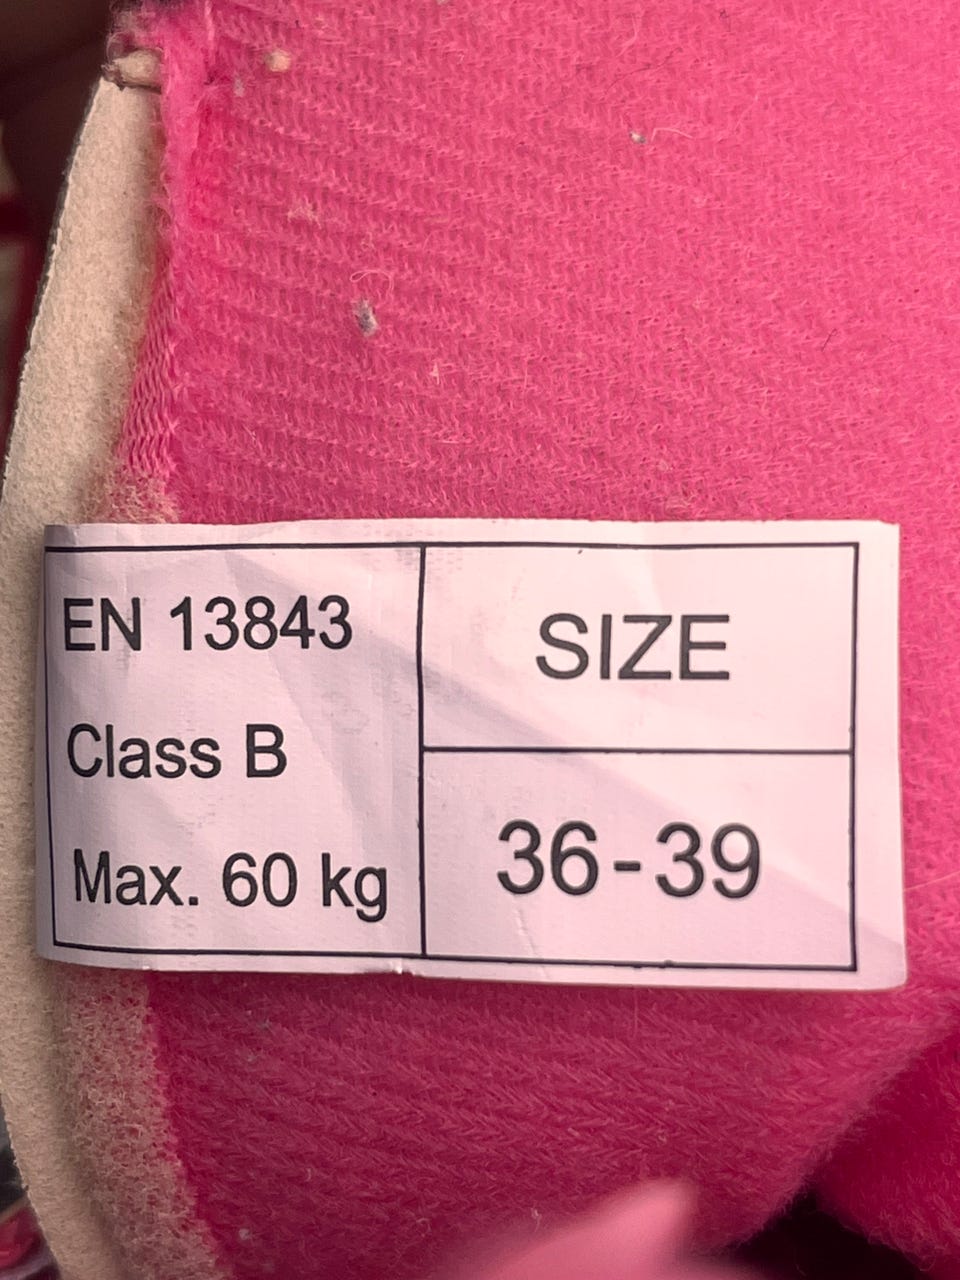 EN 13843
Class B
Max. 60 kg
SIZE
36-39